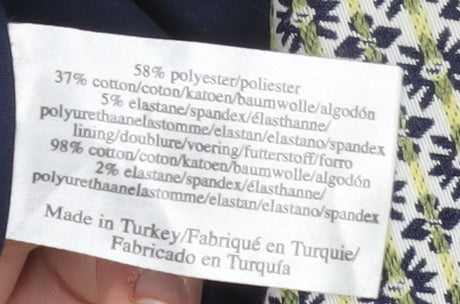 58% polyester/poliester
37% cotton/coton/katoen/baumwolle/algodón
5% elastane/spandex/élasthanne/
polyurethaanelastomme/elastan/elastano/spandex
lining/doublure/voering/futterstoff/forro
98% cotton/coton/katoen/baumwolle/algodón
2% elastane/spandex/élasthanne/
polyurethaanelastomme/elastan/elastano/spandex
Made in Turkey/Fabriqué en Turquie/
Fabricado en Turquía